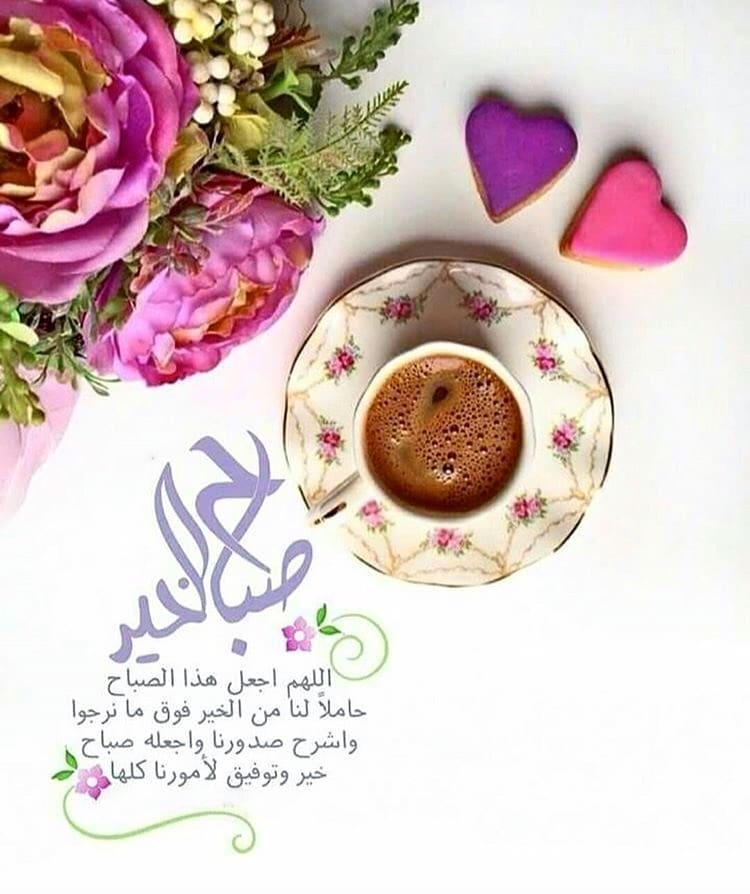 صباح الخير
اللهم اجعل هذا الصباح
حاملاً لنا من الخير فوق ما نرجوا
واشرح صدورنا واجعله صباح
خير وتوفيق لأمورنا كلها